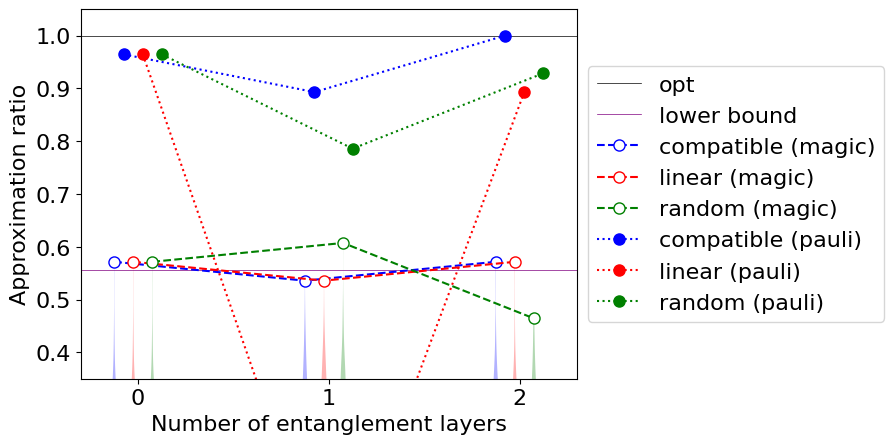 1.0
0.9
0.8
0.7
0.6
0.5
0.4
Approximation ratio
0 1 2
Number of entanglement layers
opt
lower bound
compatible (magic)
linear (magic)
random (magic)
compatible (pauli)
linear (pauli)
random (pauli)